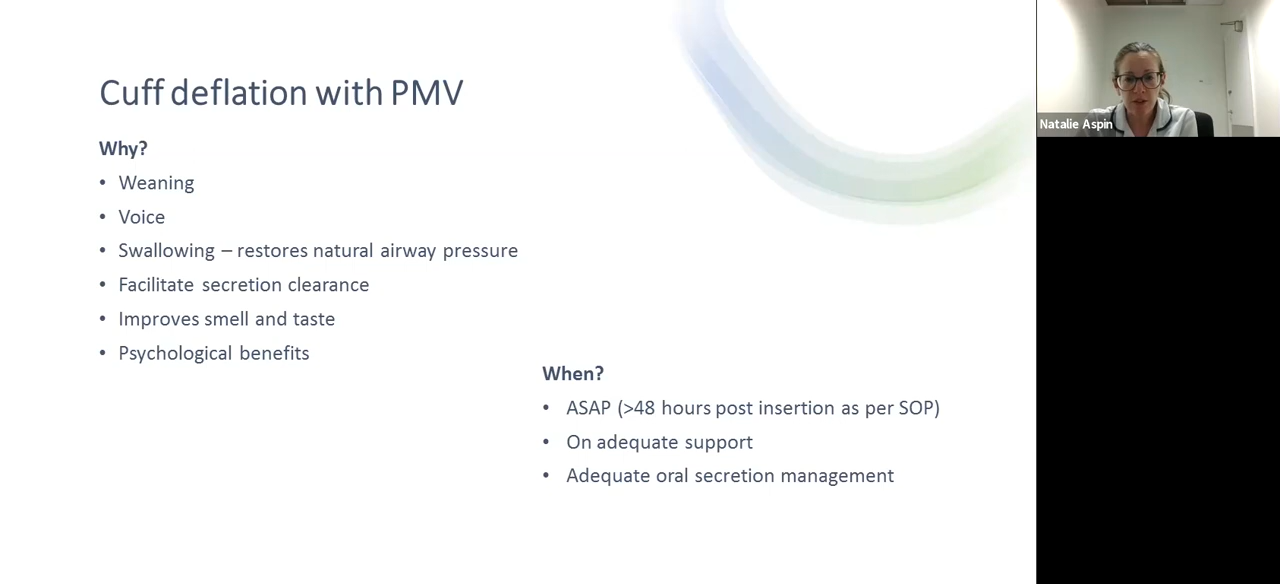 Cuff deflation with PMV
Why?
• Weaning
• Voice
• Swallowing – restores natural airway pressure
• Facilitate secretion clearance
• Improves smell and taste
• Psychological benefits
When?
• ASAP (>48 hours post insertion as per SOP)
• On adequate support
• Adequate oral secretion management
Natalie Aspin